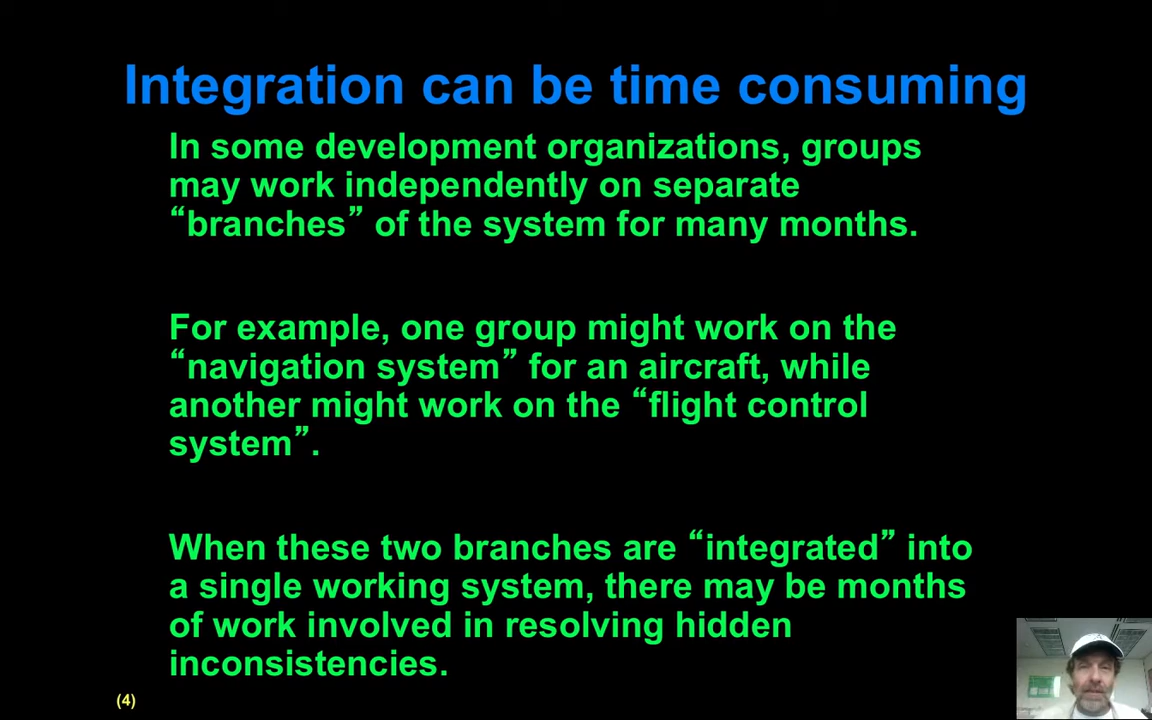 Integration can be time consuming
In some development organizations, groups
may work independently on separate
“branches” of the system for many months.
For example, one group might work on the
“navigation system” for an aircraft, while
another might work on the “flight control
system”.
When these two branches are “integrated” into
a single working system, there may be months
of work involved in resolving hidden
inconsistencies.
(4)